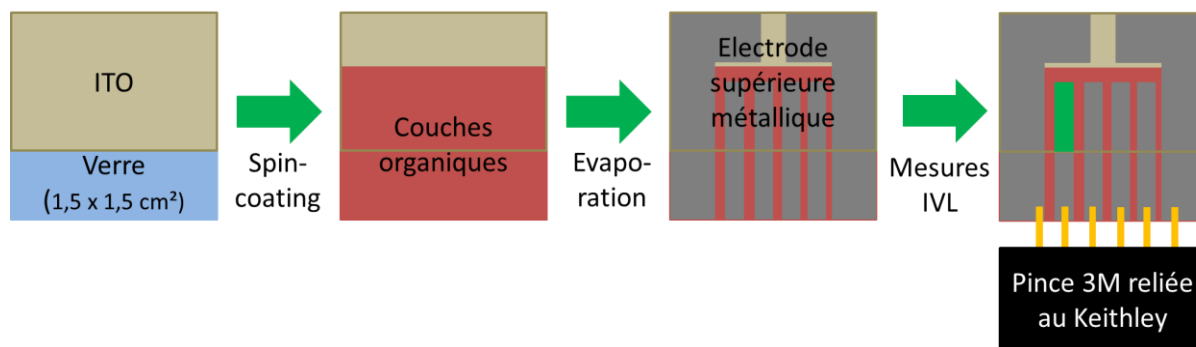 ITO
Verre
(1,5 x 1,5 cm²)
Spin-
coating
Couches
organiques
Evapo-
ration
Electrode
supérieure
métallique
Mesures
IVL
Pince 3M reliée
au Keithley